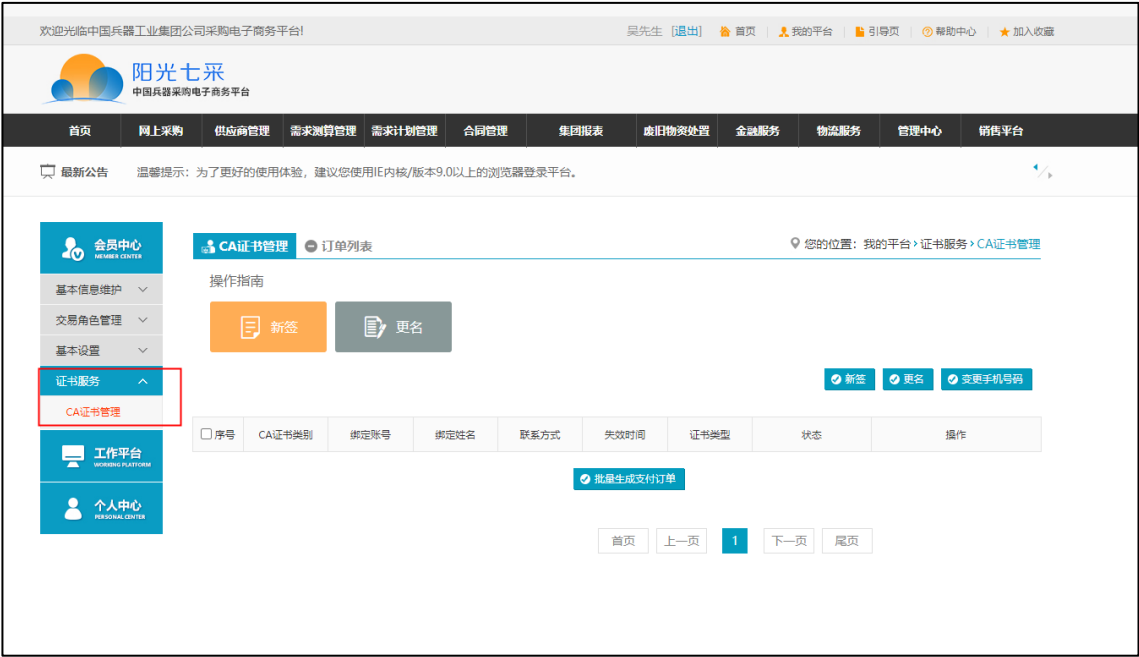 欢迎光临中国兵器工业集团公司采购电子商务平台! 吴先生 [退出] 首页 我的平台 引导页 帮助中心 加入收藏
阳光七采
中国兵器采购电子商务平台
首页 网上采购 供应商管理 需求测算管理 需求计划管理 合同管理 集团报表 废旧物资处置 金融服务 物流服务 管理中心 销售平台
最新公告 温馨提示：为了更好的使用体验，建议您使用IE内核/版本9.0以上的浏览器登录平台。
会员中心
MEMBER CENTER
基本信息维护
交易角色管理
基本设置
证书服务
CA证书管理
工作平台
WORKING PLATFORM
个人中心
PERSONAL CENTER
CA证书管理 订单列表 您的位置：我的平台›证书服务›CA证书管理
操作指南
新签 更名
新签 更名 变更手机号码
序号 CA证书类别 绑定账号 绑定姓名 联系方式 失效时间 证书类型 状态 操作
批量生成支付订单
首页 上一页 1 下一页 尾页